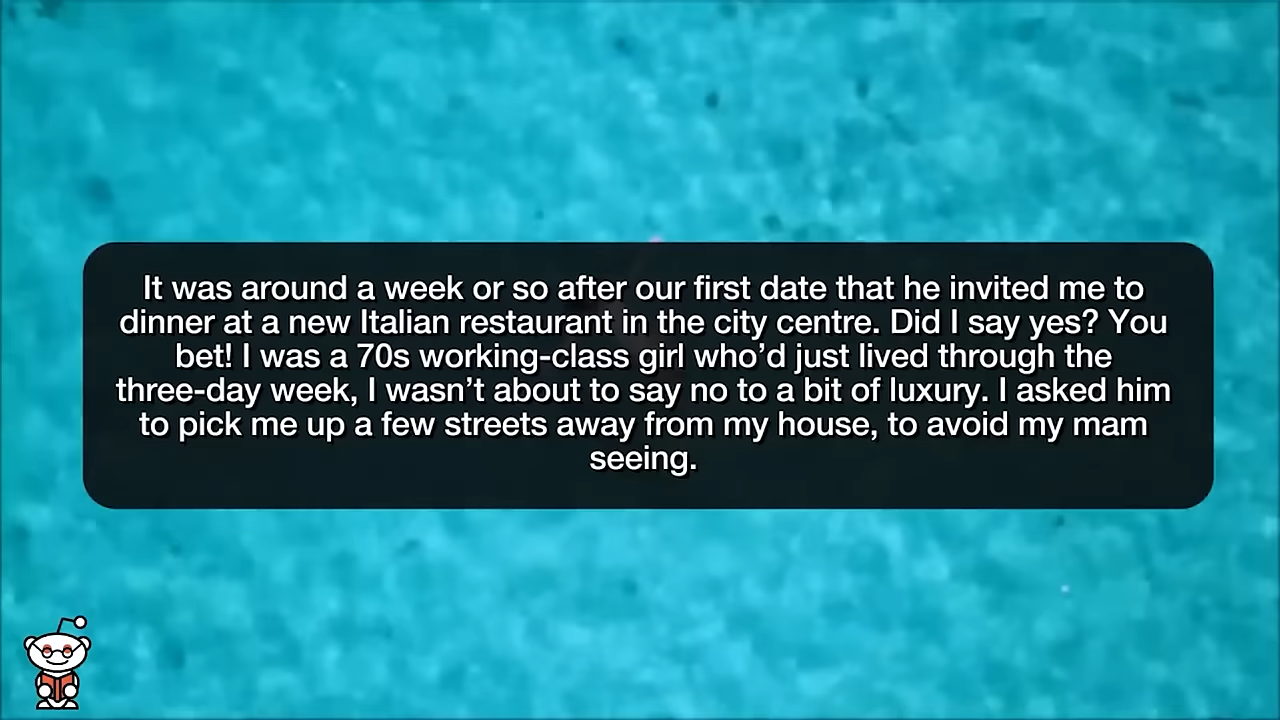 It was around a week or so after our first date that he invited me to
dinner at a new Italian restaurant in the city centre. Did I say yes? You
bet! I was a 70s working-class girl who’d just lived through the
three-day week, I wasn’t about to say no to a bit of luxury. I asked him
to pick me up a few streets away from my house, to avoid my mam
seeing.